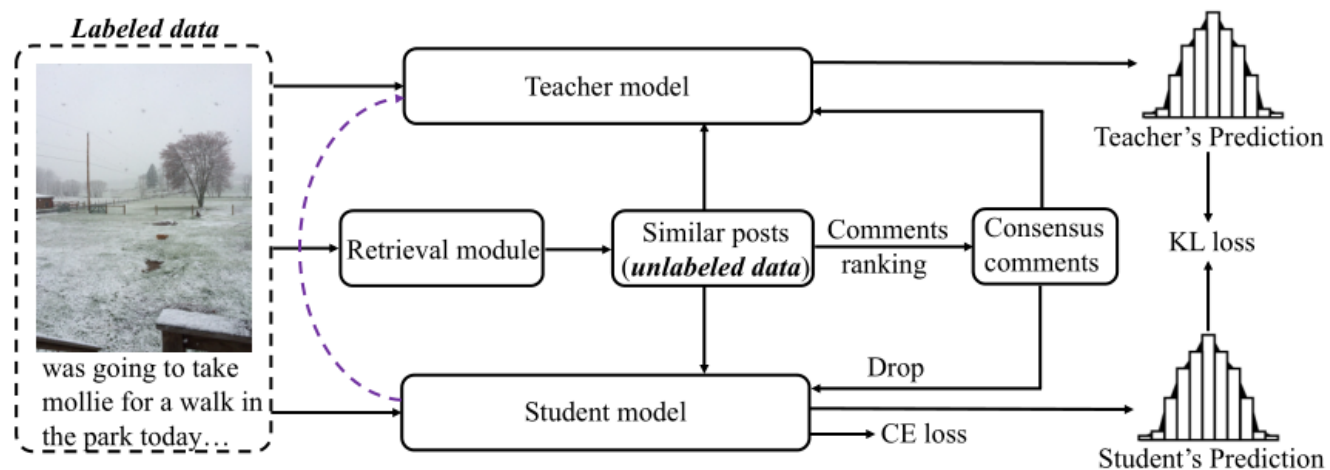 Labeled data
was going to take
mollie for a walk in
the park today…
Teacher model
Retrieval module
Similar posts
(unlabeled data)
Comments
ranking
Consensus
comments
Drop
Student model
CE loss
Teacher's Prediction
KL loss
Student's Prediction